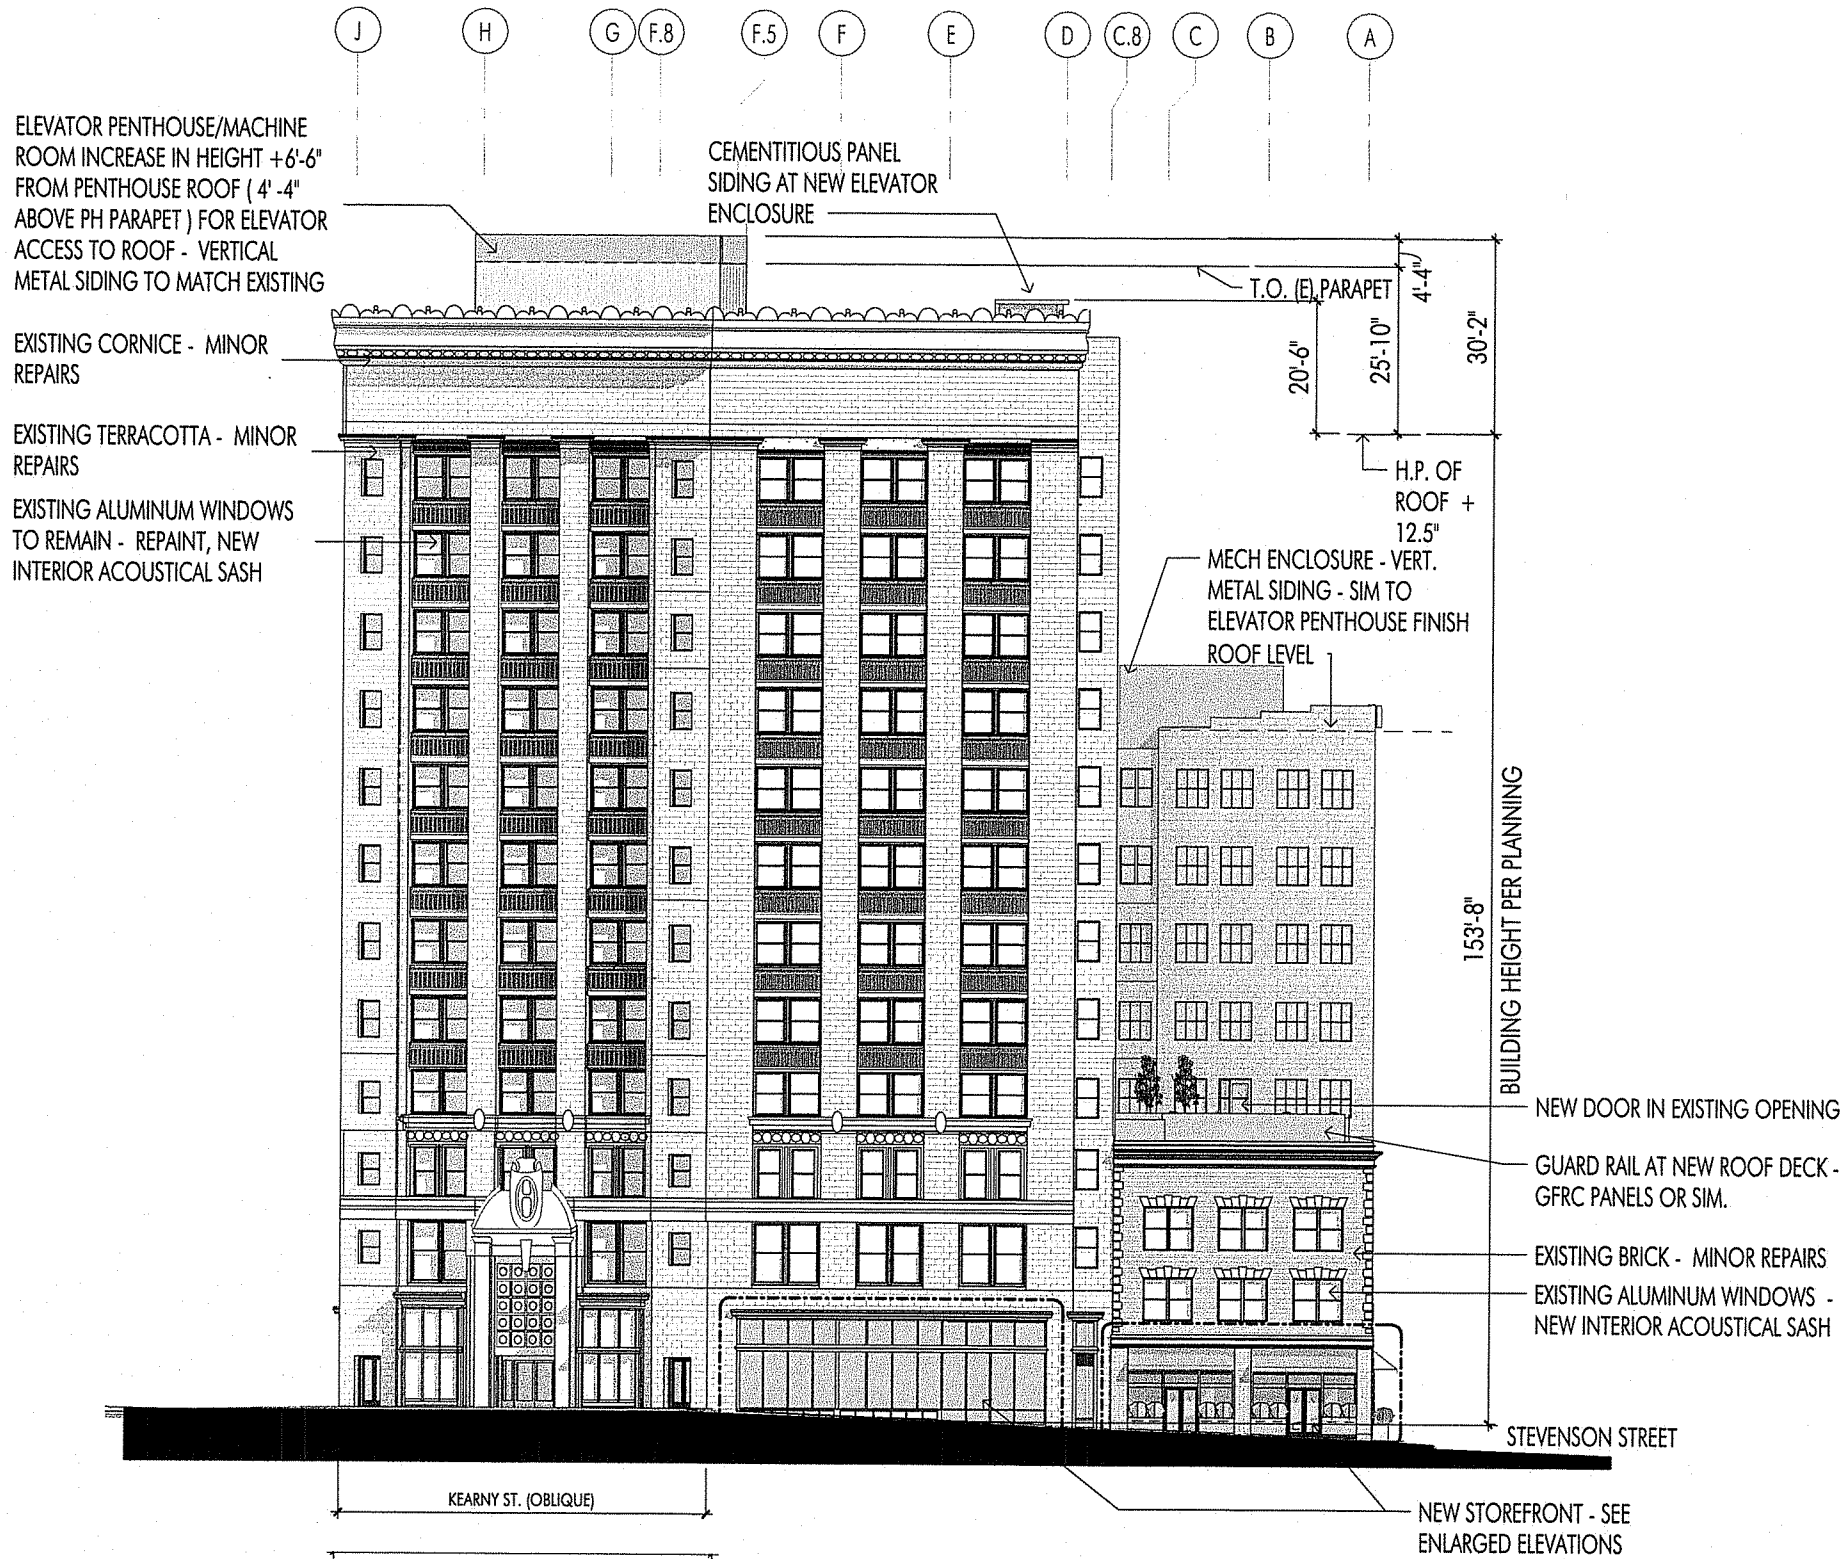 J
H
G
F.8
F.5
F
E
D
C.8
C
B
A
ELEVATOR PENTHOUSE/MACHINE
ROOM INCREASE IN HEIGHT +6'-6"
FROM PENTHOUSE ROOF ( 4' -4"
ABOVE PH PARAPET ) FOR ELEVATOR
ACCESS TO ROOF - VERTICAL
METAL SIDING TO MATCH EXISTING
CEMENTITIOUS PANEL
SIDING AT NEW ELEVATOR
ENCLOSURE
T.O. (E) PARAPET
4'-4"
20'-6"
25'-10"
30'-2"
EXISTING CORNICE - MINOR
REPAIRS
EXISTING TERRACOTTA - MINOR
REPAIRS
EXISTING ALUMINUM WINDOWS
TO REMAIN - REPAINT, NEW
INTERIOR ACOUSTICAL SASH
H.P. OF
ROOF +
12.5"
MECH ENCLOSURE - VERT.
METAL SIDING - SIM TO
ELEVATOR PENTHOUSE FINISH
ROOF LEVEL
153'-8"
BUILDING HEIGHT PER PLANNING
NEW DOOR IN EXISTING OPENING
GUARD RAIL AT NEW ROOF DECK -
GFRC PANELS OR SIM.
EXISTING BRICK - MINOR REPAIRS
EXISTING ALUMINUM WINDOWS -
NEW INTERIOR ACOUSTICAL SASH
STEVENSON STREET
KEARNY ST. (OBLIQUE)
NEW STOREFRONT - SEE
ENLARGED ELEVATIONS